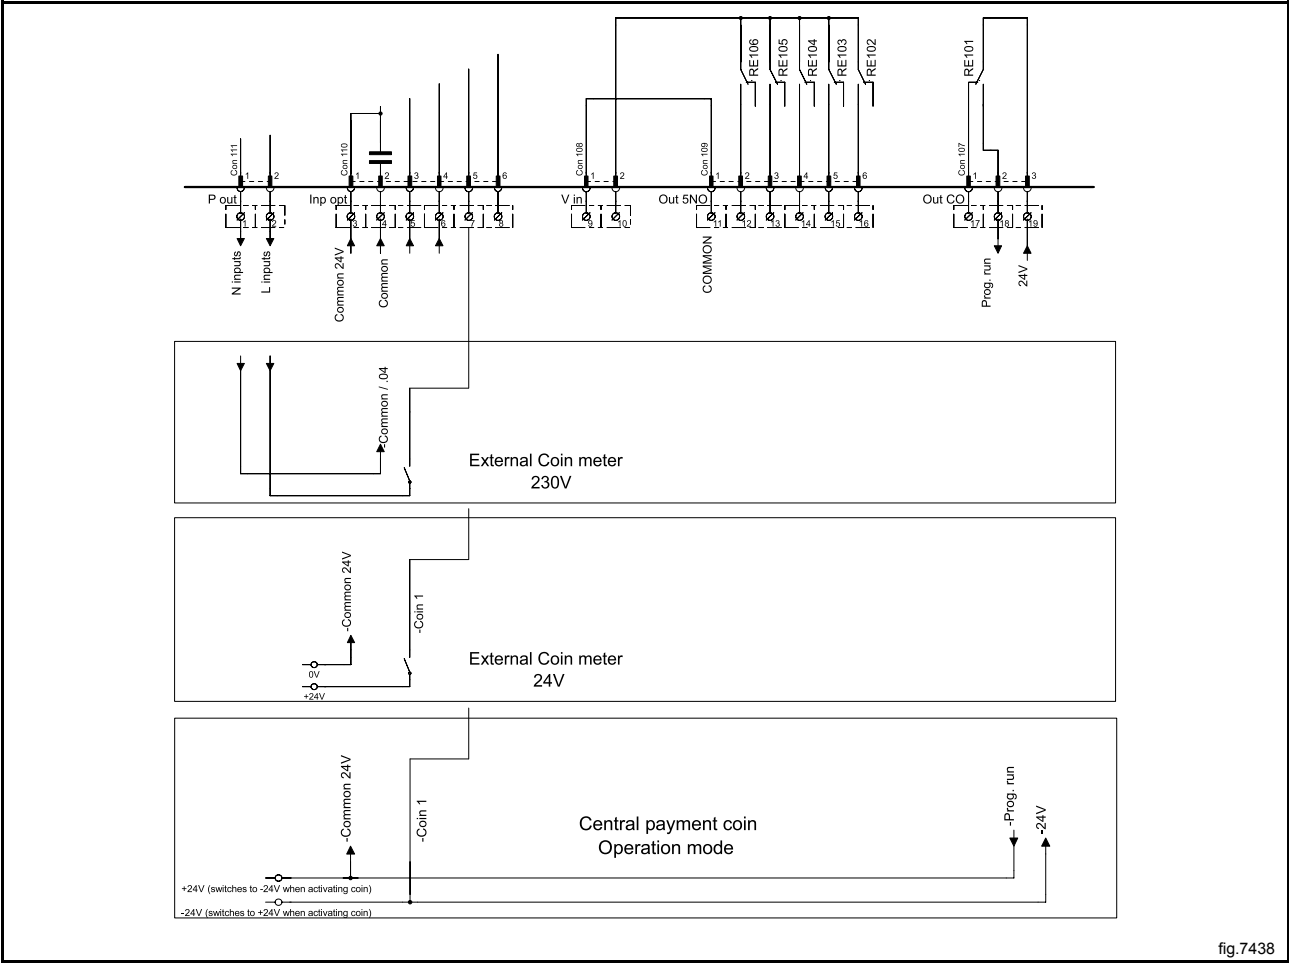 RE106
RE105
RE104
RE103
RE102
RE101
Con 111
Con 110
Con 108
Con 109
Con 107
1 2
1 2 3 4 5 6
1 2
1 2 3 4 5 6
1 2 3
P out
Inp opt
V in
Out 5NO
Out CO
1 2
3 4 5 6 7 8
9 10
11 12 13 14 15 16
17 18 19
N inputs
L inputs
Common 24V
Common
COMMON
Prog. run
24V
-Common / .04
External Coin meter
230V
-Common 24V
-Coin 1
0V
+24V
External Coin meter
24V
-Common 24V
-Coin 1
-Prog. run
-24V
Central payment coin
Operation mode
+24V (switches to -24V when activating coin)
-24V (switches to +24V when activating coin)
fig.7438